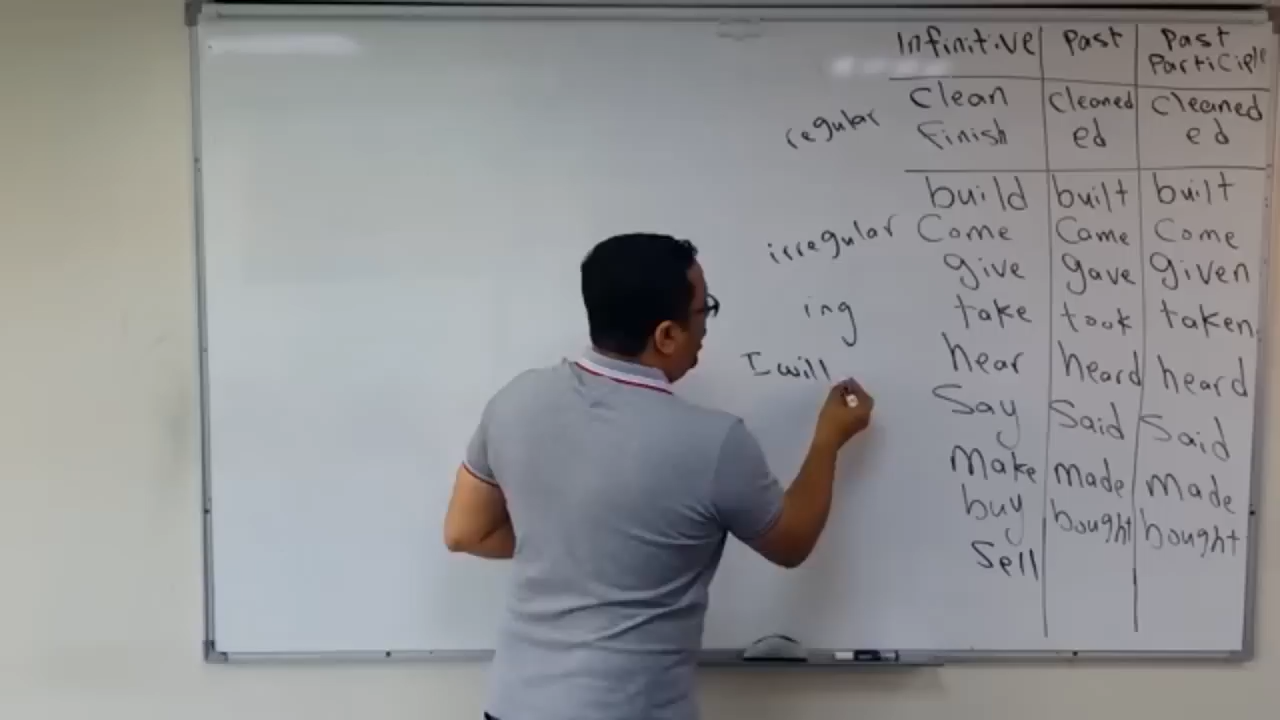 Infinitive Past Past Participle
regular
clean cleaned cleaned
finish ed ed
build built built
irregular
Come Came Come
give gave given
ing
take took taken
I will
hear heard heard
Say Said Said
Make Made Made
buy bought bought
Sell